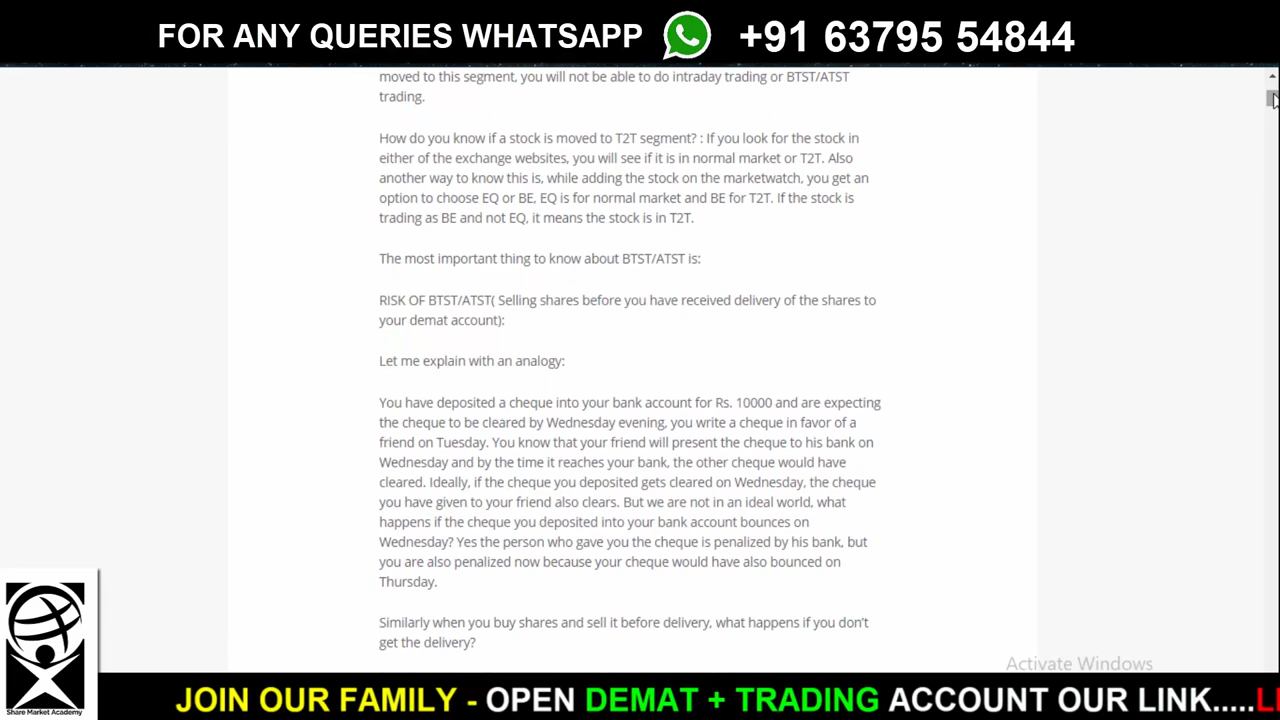 FOR ANY QUERIES WHATSAPP +91 63795 54844
moved to this segment, you will not be able to do intraday trading or BTST/ATST
trading.
How do you know if a stock is moved to T2T segment? : If you look for the stock in
either of the exchange websites, you will see if it is in normal market or T2T. Also
another way to know this is, while adding the stock on the marketwatch, you get an
option to choose EQ or BE, EQ is for normal market and BE for T2T. If the stock is
trading as BE and not EQ, it means the stock is in T2T.
The most important thing to know about BTST/ATST is:
RISK OF BTST/ATST( Selling shares before you have received delivery of the shares to
your demat account):
Let me explain with an analogy:
You have deposited a cheque into your bank account for Rs. 10000 and are expecting
the cheque to be cleared by Wednesday evening, you write a cheque in favor of a
friend on Tuesday. You know that your friend will present the cheque to his bank on
Wednesday and by the time it reaches your bank, the other cheque would have
cleared. Ideally, if the cheque you deposited gets cleared on Wednesday, the cheque
you have given to your friend also clears. But we are not in an ideal world, what
happens if the cheque you deposited into your bank account bounces on
Wednesday? Yes the person who gave you the cheque is penalized by his bank, but
you are also penalized now because your cheque would have also bounced on
Thursday.
Similarly when you buy shares and sell it before delivery, what happens if you don't
get the delivery?
Activate Windows
Share Market Academy
JOIN OUR FAMILY - OPEN DEMAT + TRADING ACCOUNT OUR LINK.....